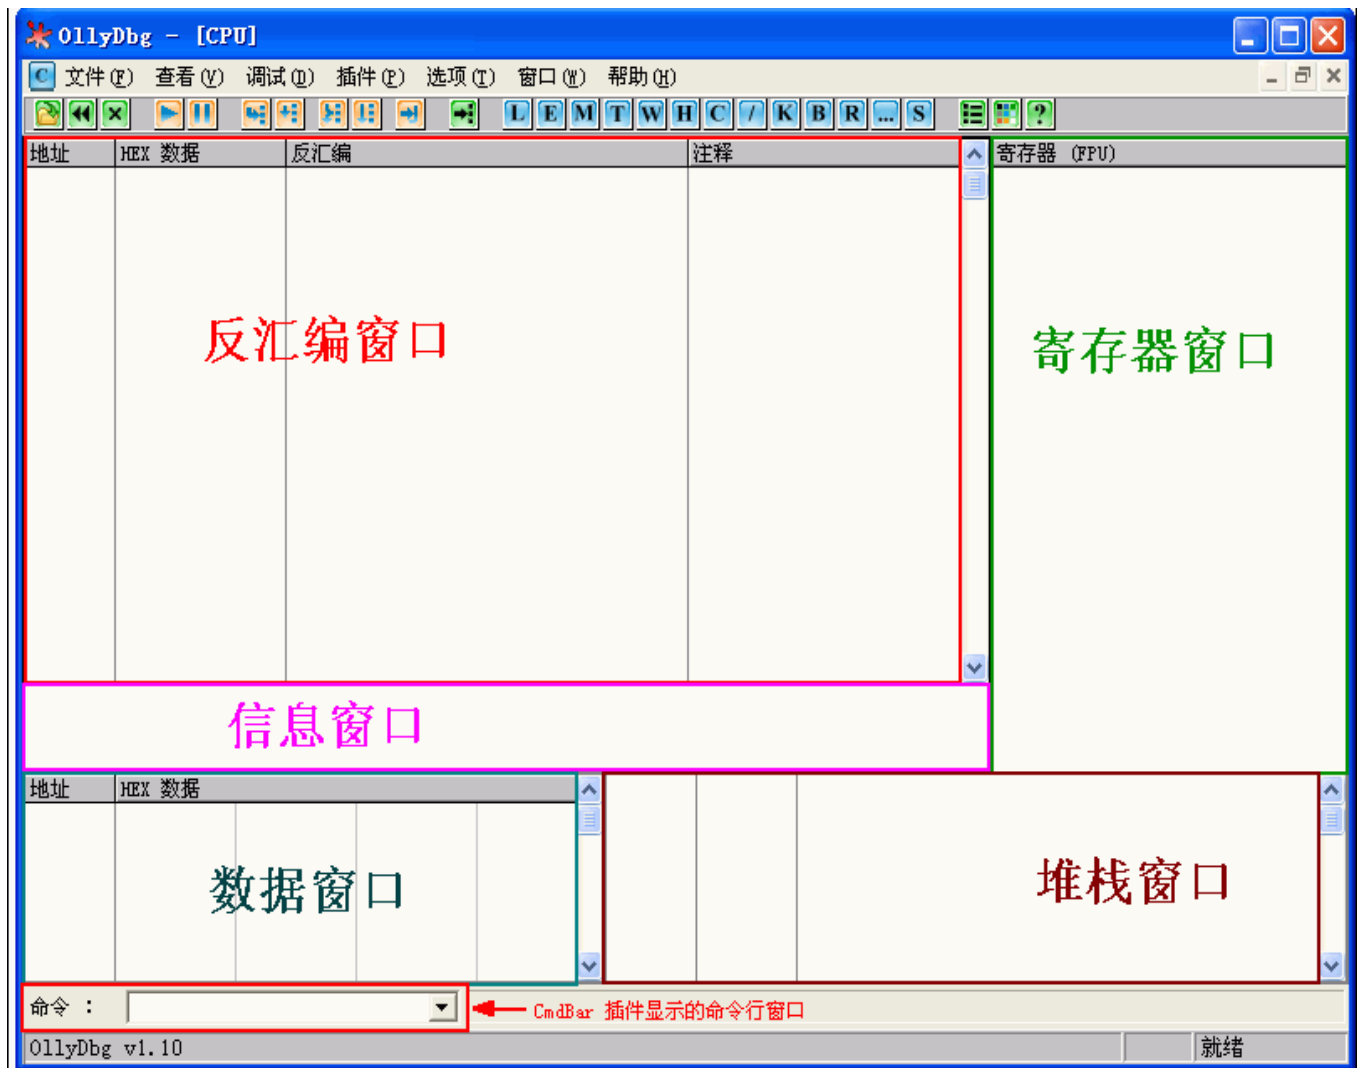 OllyDbg - [CPU]
C 文件(F) 查看(V) 调试(D) 插件(P) 选项(T) 窗口(W) 帮助(H)
L E M T W H C / K B R ... S ?
地址 HEX 数据 反汇编 注释 寄存器 (FPU)
反汇编窗口
寄存器窗口
信息窗口
地址 HEX 数据
数据窗口
堆栈窗口
命令 :
CmdBar 插件显示的命令行窗口
OllyDbg v1.10 就绪